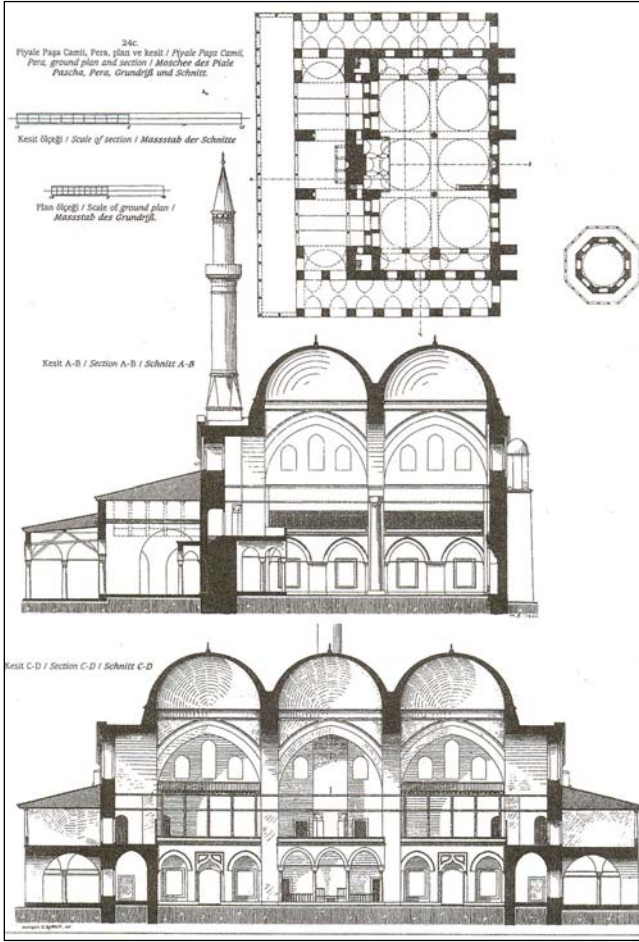 24c.
Piyale Paşa Camii, Pera, plan ve kesit / Piyale Paşa Camii,
Pera, ground plan and section / Moschee des Piale
Pascha, Pera, Grundriß und Schnitt.
Kesit ölçeği / Scale of section / Massstab der Schnitte
Plan ölçeği / Scale of ground plan /
Massstab des Grundriß.
Kesit A-B / Section A-B / Schnitt A-B
Kesit C-D / Section C-D / Schnitt C-D